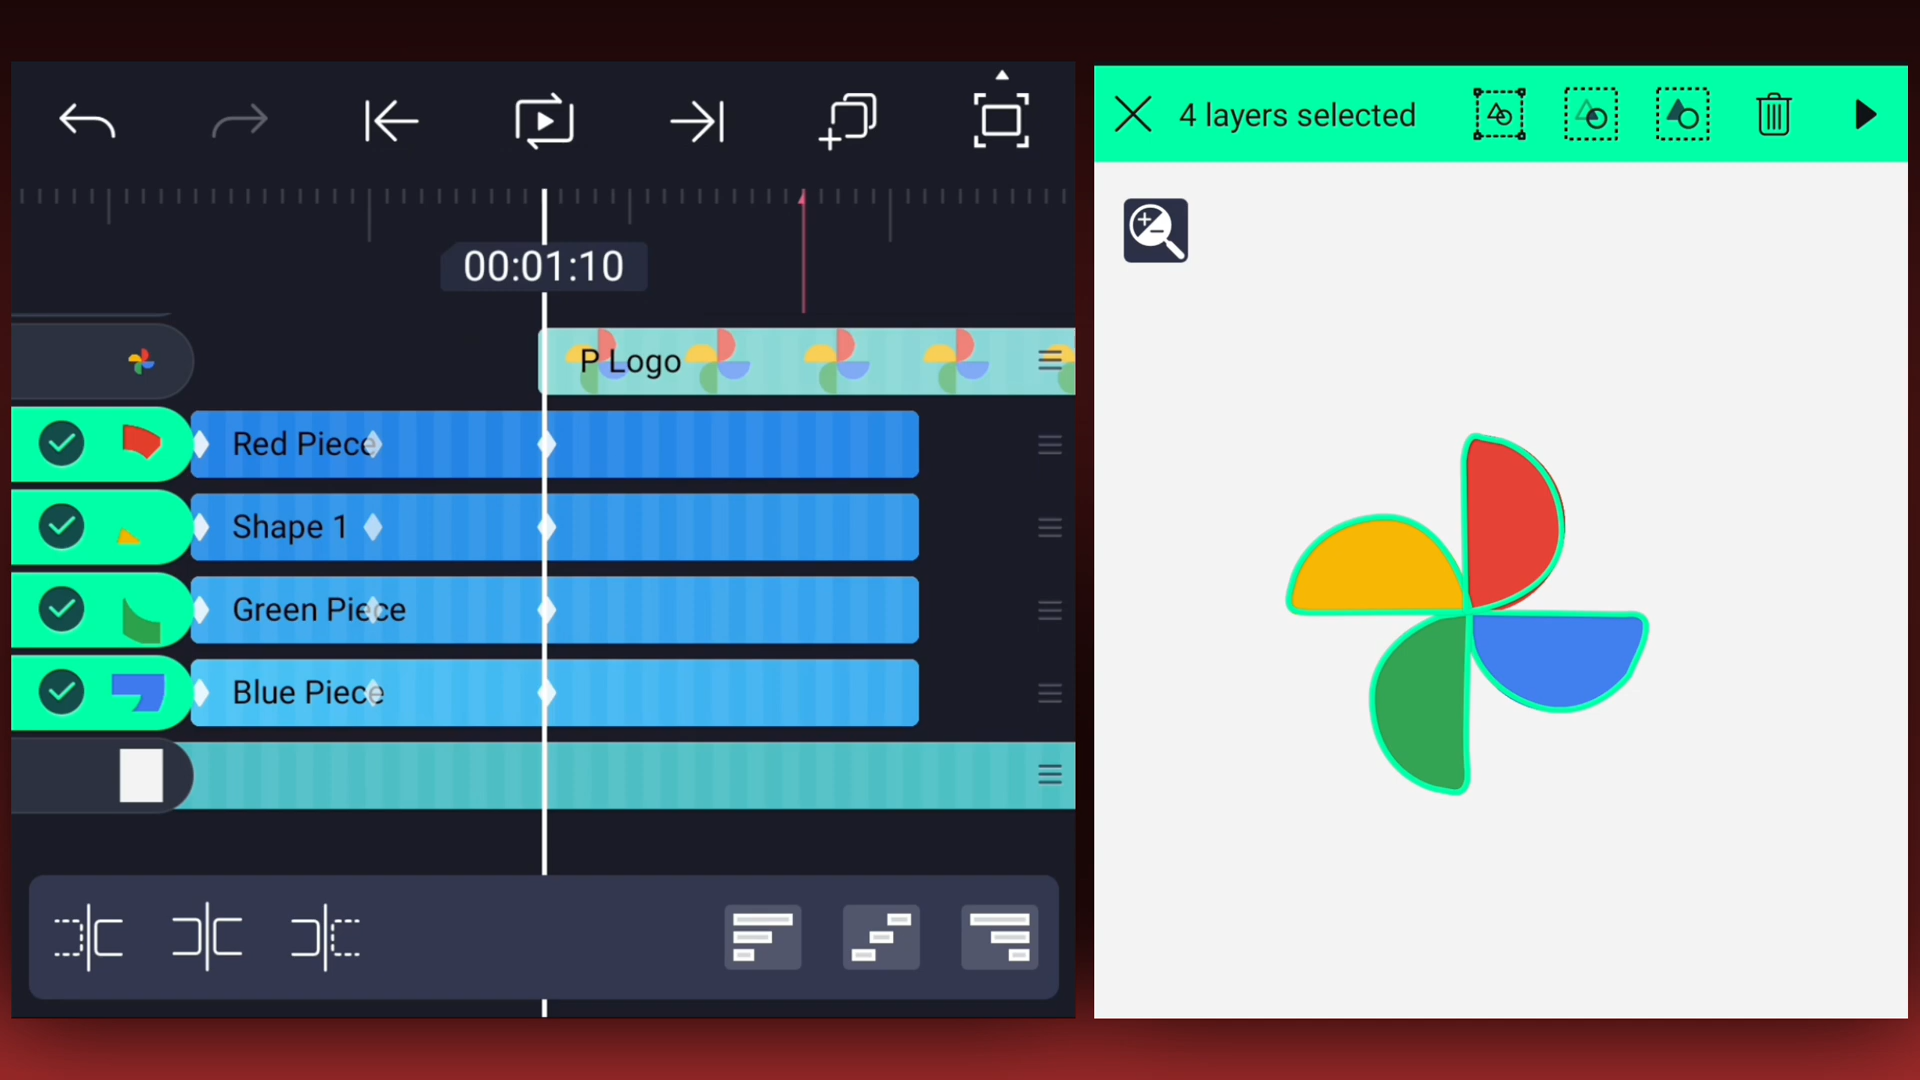 4 layers selected
00:01:10
P Logo
Red Piece
Shape 1
Green Piece
Blue Piece